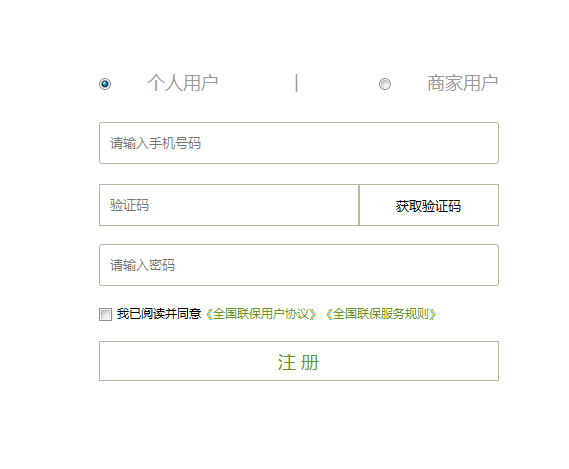 个人用户 | 商家用户
请输入手机号码
验证码 获取验证码
请输入密码
我已阅读并同意《全国联保用户协议》《全国联保服务规则》
注 册